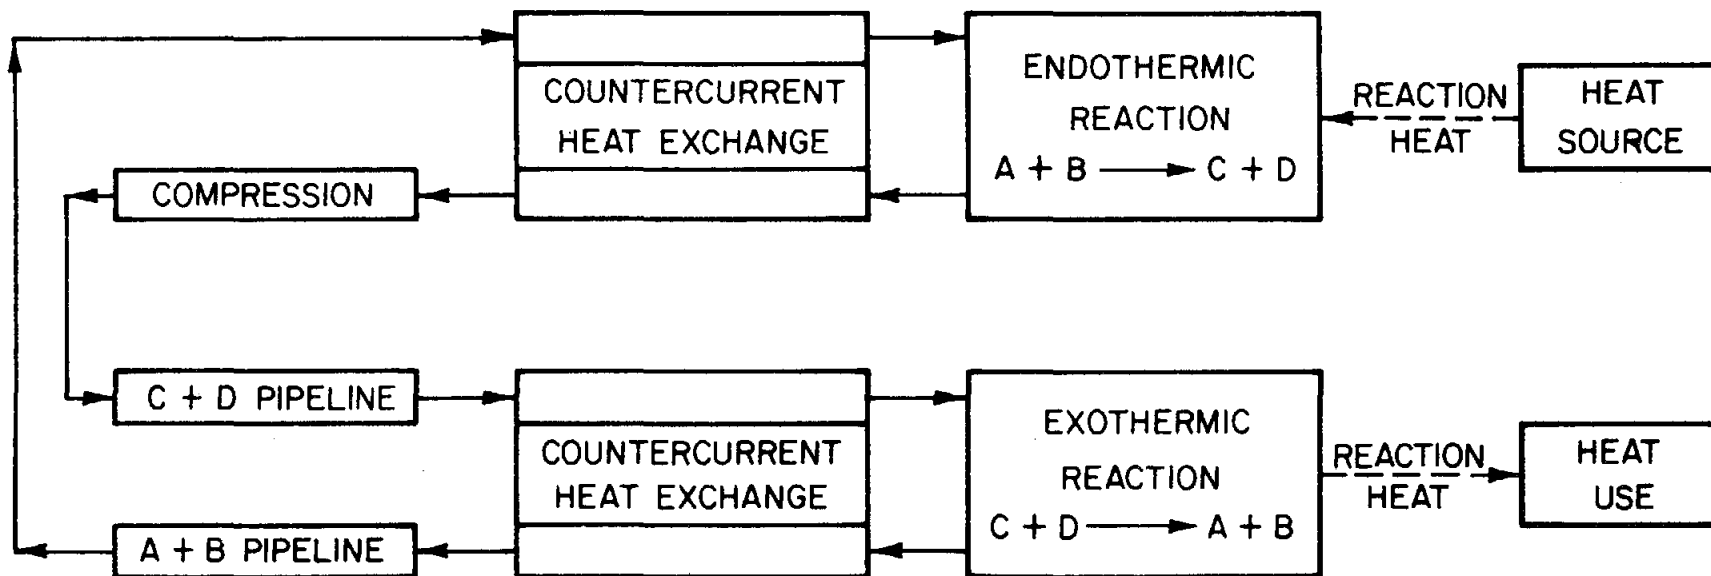 COUNTERCURRENT
HEAT EXCHANGE
ENDOTHERMIC
REACTION
A + B ⟶ C + D
REACTION
HEAT
HEAT
SOURCE
COMPRESSION
C + D PIPELINE
COUNTERCURRENT
HEAT EXCHANGE
EXOTHERMIC
REACTION
C + D ⟶ A + B
REACTION
HEAT
HEAT
USE
A + B PIPELINE